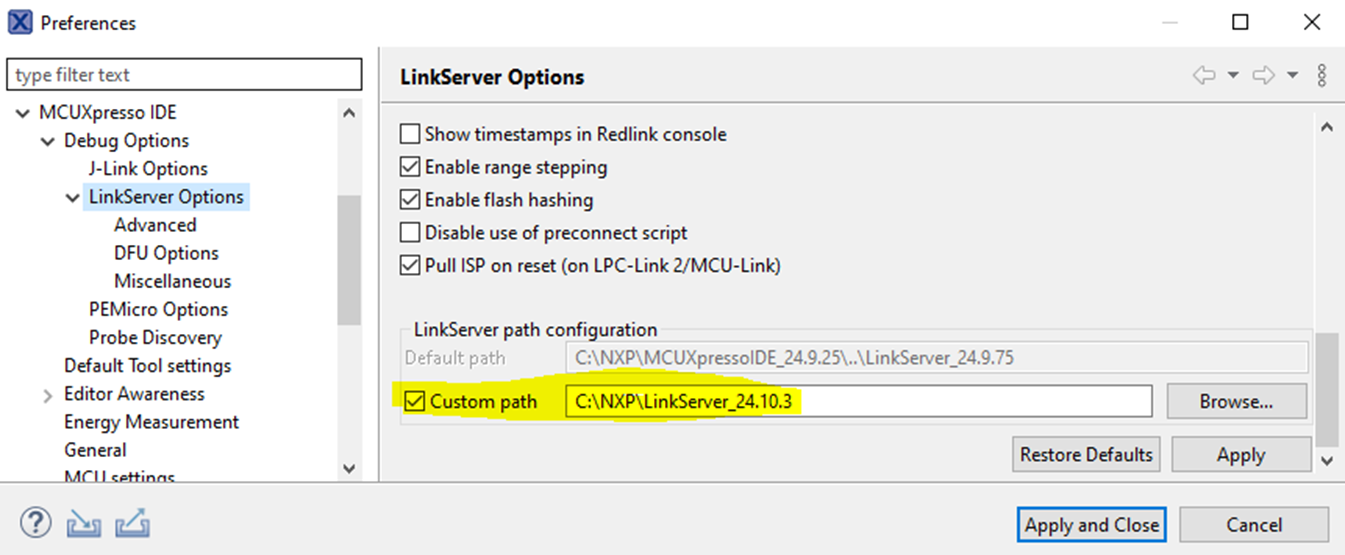 Preferences
type filter text
MCUXpresso IDE
Debug Options
J-Link Options
LinkServer Options
Advanced
DFU Options
Miscellaneous
PEMicro Options
Probe Discovery
Default Tool settings
Editor Awareness
Energy Measurement
General
MCU settings
LinkServer Options
Show timestamps in Redlink console
Enable range stepping
Enable flash hashing
Disable use of preconnect script
Pull ISP on reset (on LPC-Link 2/MCU-Link)
LinkServer path configuration
Default path C:\NXP\MCUXpressoIDE_24.9.25\..\LinkServer_24.9.75
Custom path C:\NXP\LinkServer_24.10.3 Browse...
Restore Defaults Apply
? Apply and Close Cancel